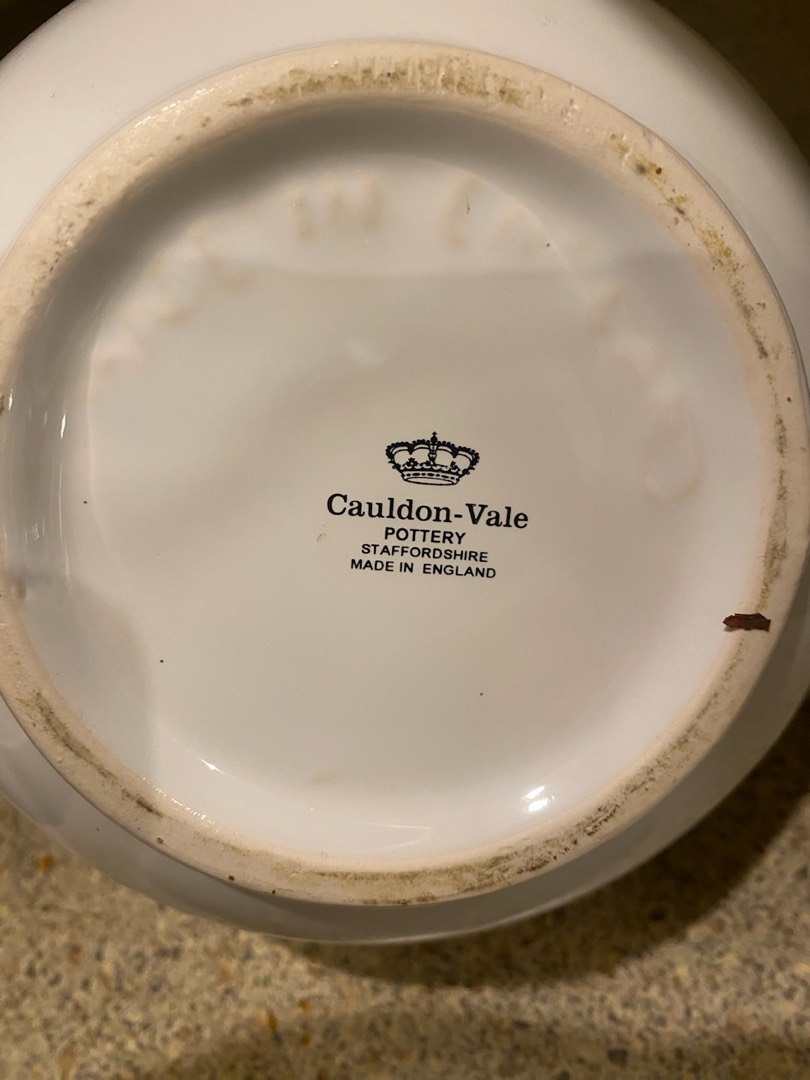 Cauldon-Vale
POTTERY
STAFFORDSHIRE
MADE IN ENGLAND